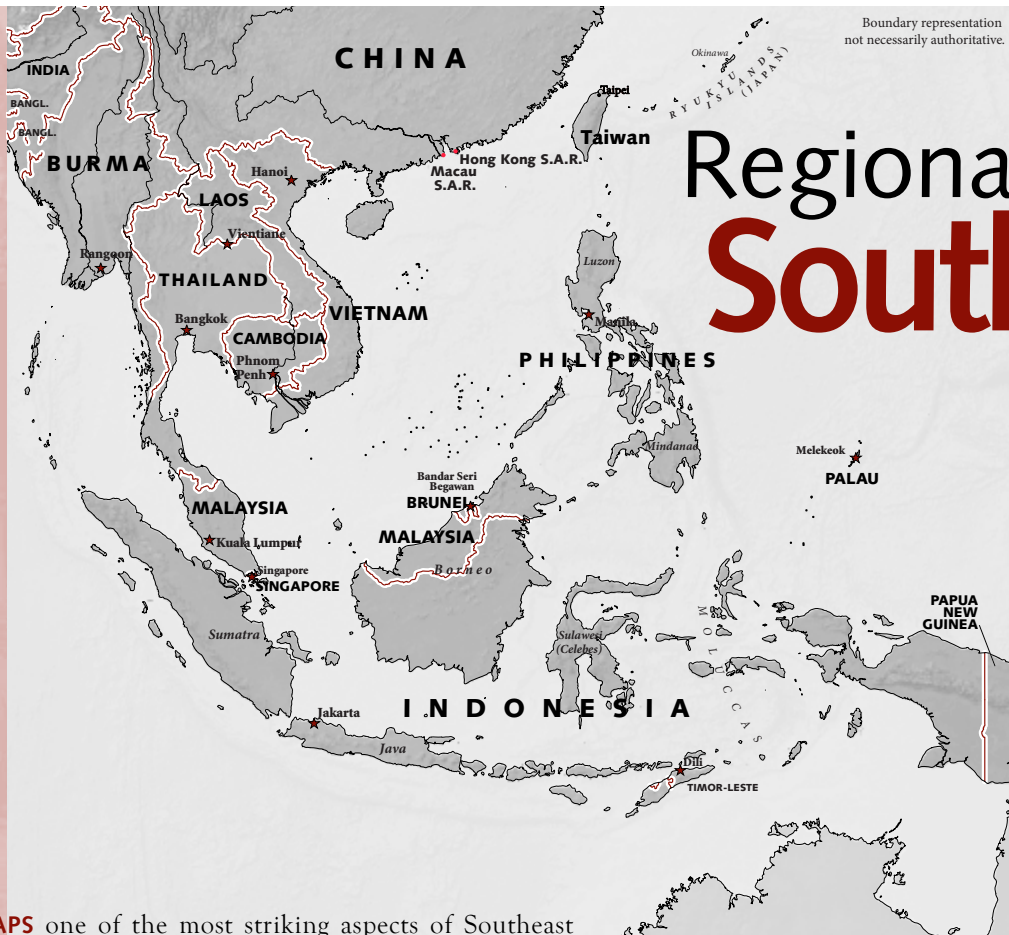 Boundary representation
not necessarily authoritative.
CHINA
Okinawa
RYUKYU
ISLANDS
(JAPAN)
INDIA
BANGL.
BANGL.
Taipei
Taiwan
BURMA
Hong Kong S.A.R.
Macau
S.A.R.
Regiona
South
Hanoi
LAOS
Vientiane
Rangoon
THAILAND
Luzon
VIETNAM
Bangkok
Manila
CAMBODIA
Phnom
Penh
PHILIPPINES
Mindanao
Melekeok
PALAU
Bandar Seri
Begawan
BRUNEI
MALAYSIA
MALAYSIA
Kuala Lumpur
Borneo
Singapore
SINGAPORE
PAPUA
NEW
GUINEA
Sumatra
Sulawesi
(Celebes)
MOLUCCAS
INDONESIA
Jakarta
Java
Dili
TIMOR-LESTE
APS one of the most striking aspects of Southeast